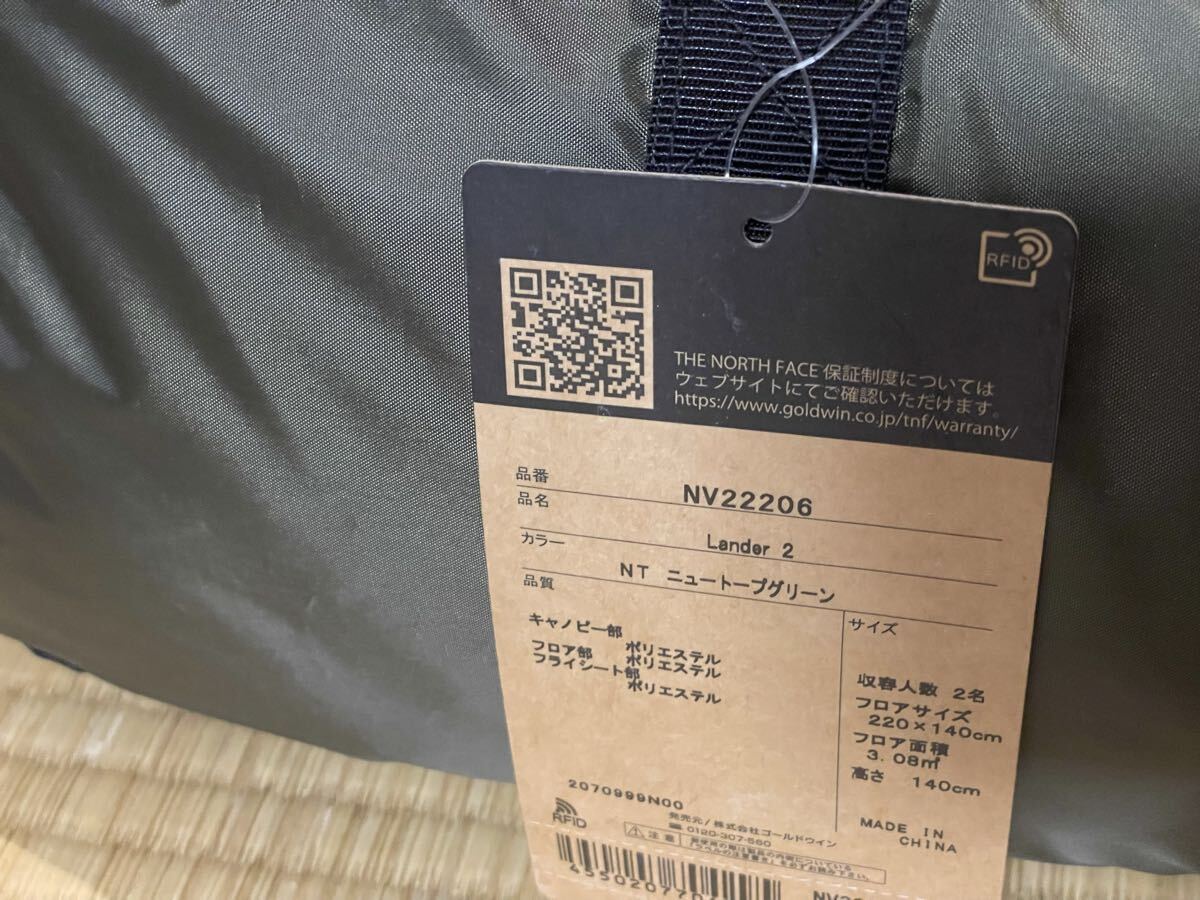 RFID
THE NORTH FACE 保証制度については
ウェブサイトにてご確認いただけます。
https://www.goldwin.co.jp/tnf/warranty/
品番 NV22206
品名 Lander 2
カラー NT ニュートープグリーン
品質
キャノピー部 ポリエステル
フロア部 ポリエステル
フライシート部
ポリエステル
サイズ
収容人数 2名
フロアサイズ
220×140cm
フロア面積
3.08㎡
高さ 140cm
MADE IN
CHINA
2070999N00
RFID
発売元/株式会社ゴールドウイン
0120-307-560
注意
455020770